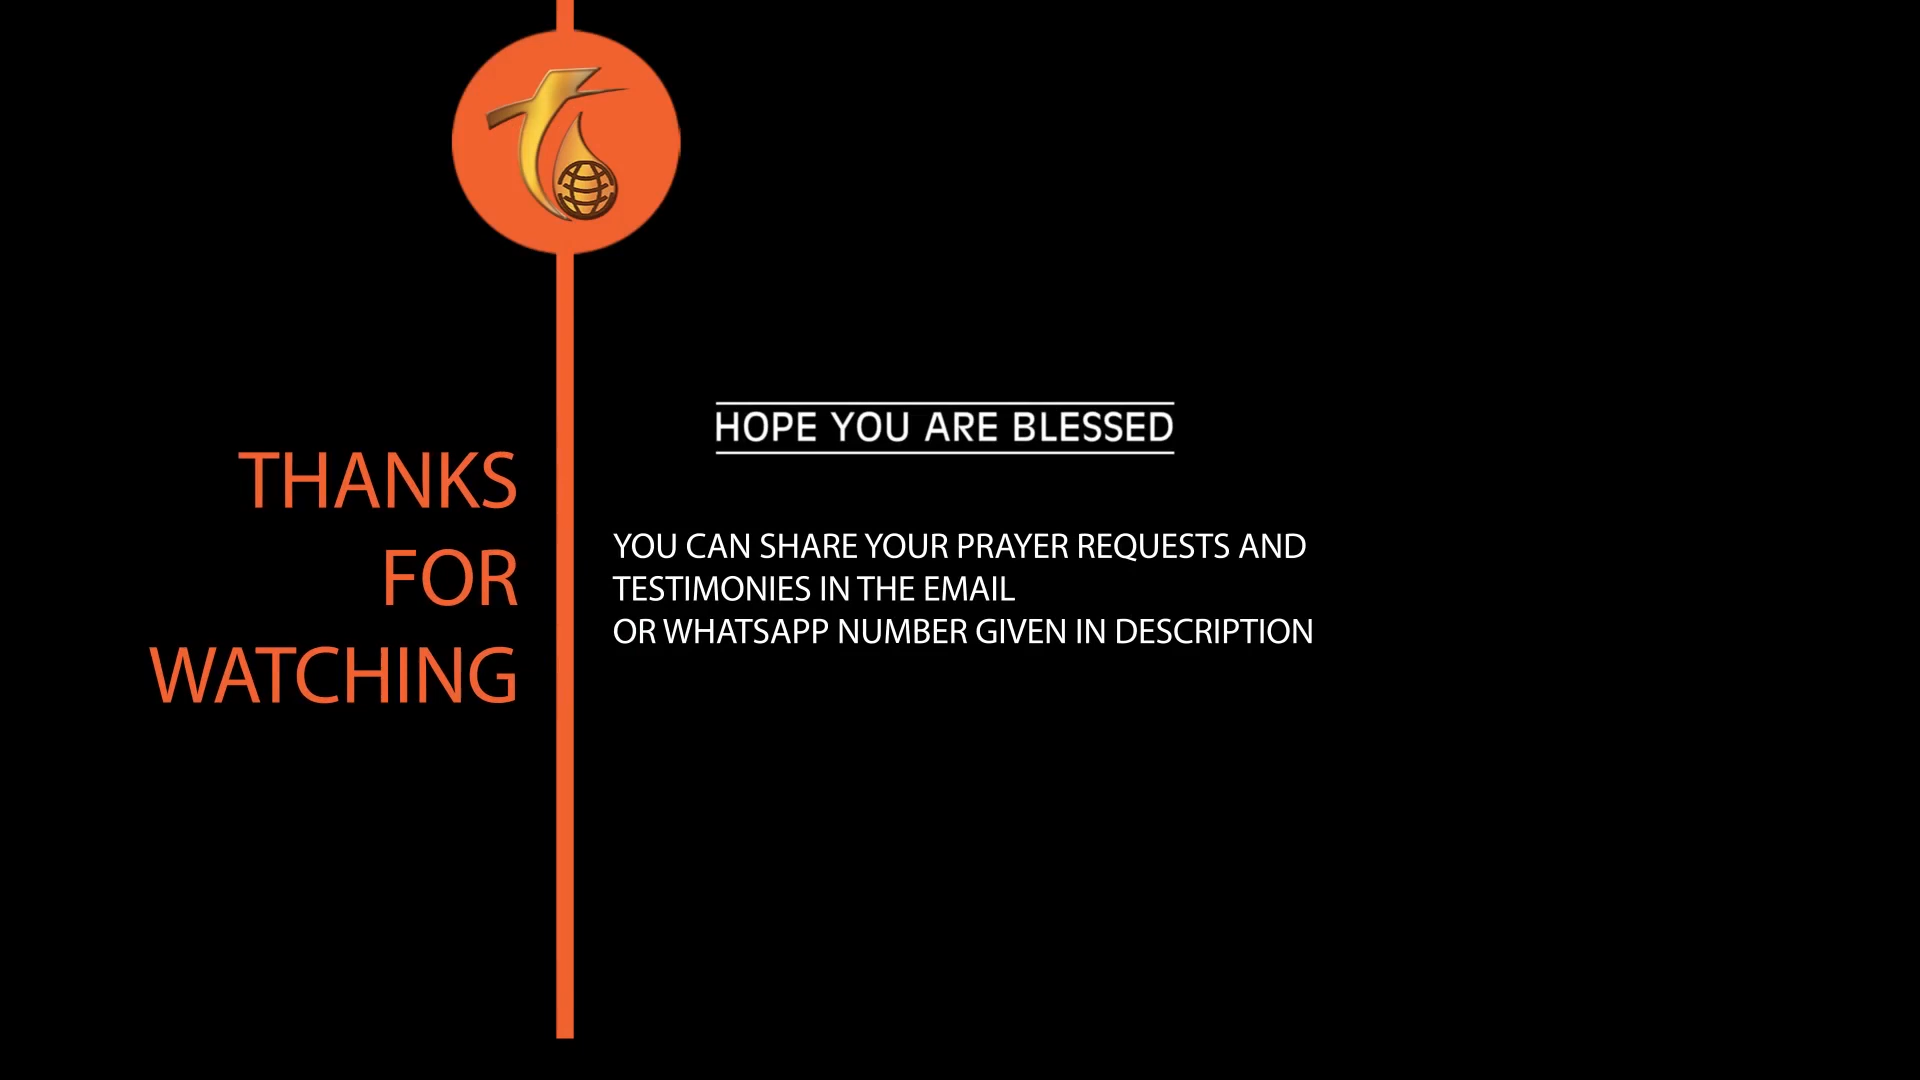 THANKS
FOR
WATCHING
HOPE YOU ARE BLESSED
YOU CAN SHARE YOUR PRAYER REQUESTS AND
TESTIMONIES IN THE EMAIL
OR WHATSAPP NUMBER GIVEN IN DESCRIPTION